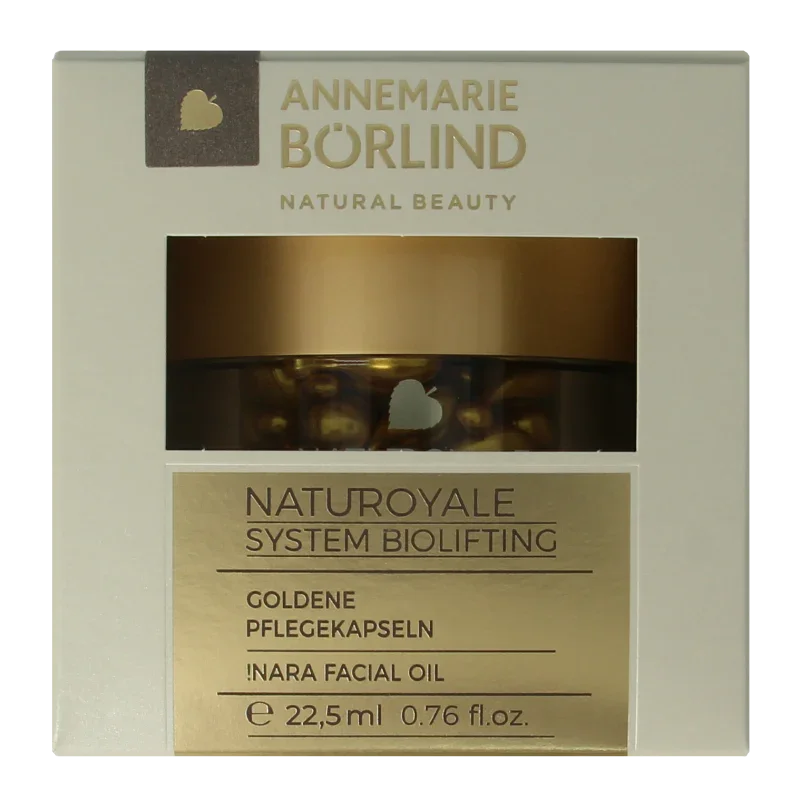 ANNEMARIE
BÖRLIND
NATURAL BEAUTY
NATUROYALE
SYSTEM BIOLIFTING
GOLDENE
PFLEGEKAPSELN
!NARA FACIAL OIL
℮ 22,5 ml 0.76 fl.oz.